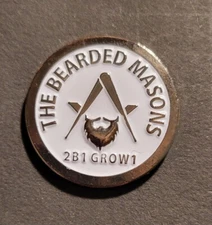 THE BEARDED MASONS
2B1 GROW1